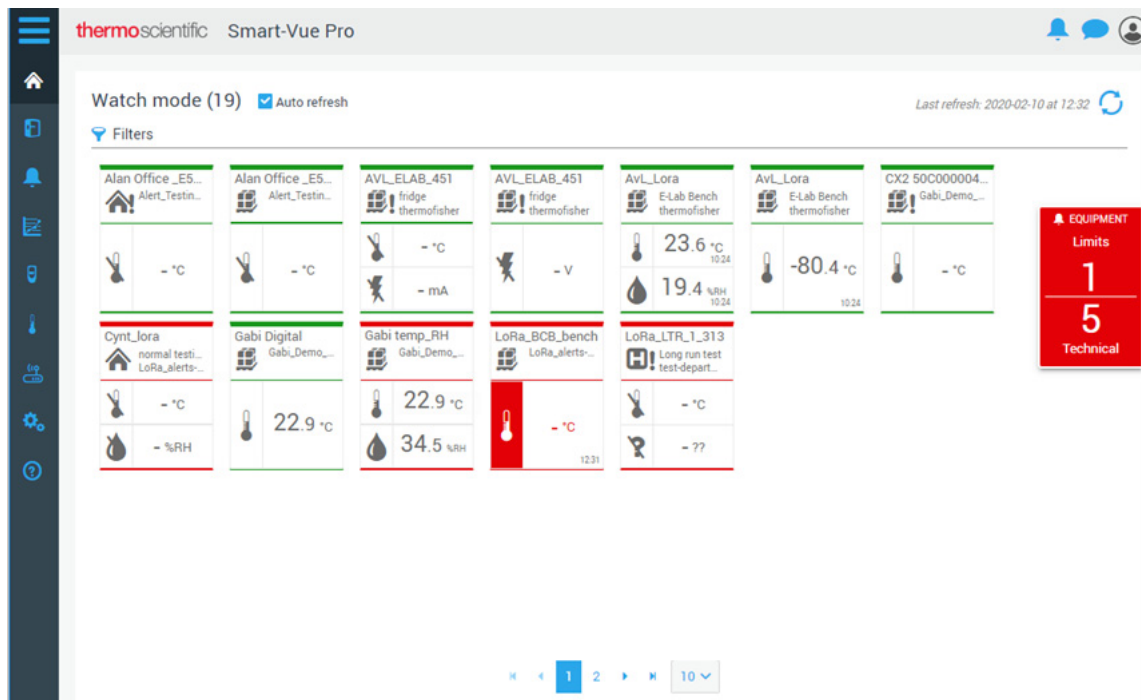 thermoscientific Smart-Vue Pro
Watch mode (19) Auto refresh
Last refresh: 2020-02-10 at 12:32
Filters
Alan Office _E5...
Alert_Testin...
- °C
Alan Office _E5...
Alert_Testin...
- °C
AVL_ELAB_451
fridge
thermofisher
- °C
- mA
AVL_ELAB_451
fridge
thermofisher
- V
AvL_Lora
E-Lab Bench
thermofisher
23.6 °C
10:24
19.4 %RH
10:24
AvL_Lora
E-Lab Bench
thermofisher
-80.4 °C
10:24
CX2 50C000004...
Gabi_Demo_...
- °C
EQUIPMENT
Limits
1
5
Technical
Cynt_lora
normal testi...
LoRa_alerts-...
- °C
- %RH
Gabi Digital
Gabi_Demo_...
22.9 °C
Gabi temp_RH
Gabi_Demo_...
22.9 °C
34.5 %RH
LoRa_BCB_bench
LoRa_alerts-...
- °C
12:31
LoRa_LTR_1_313
H
Long run test
test-depart...
- °C
- ??
1 2 10